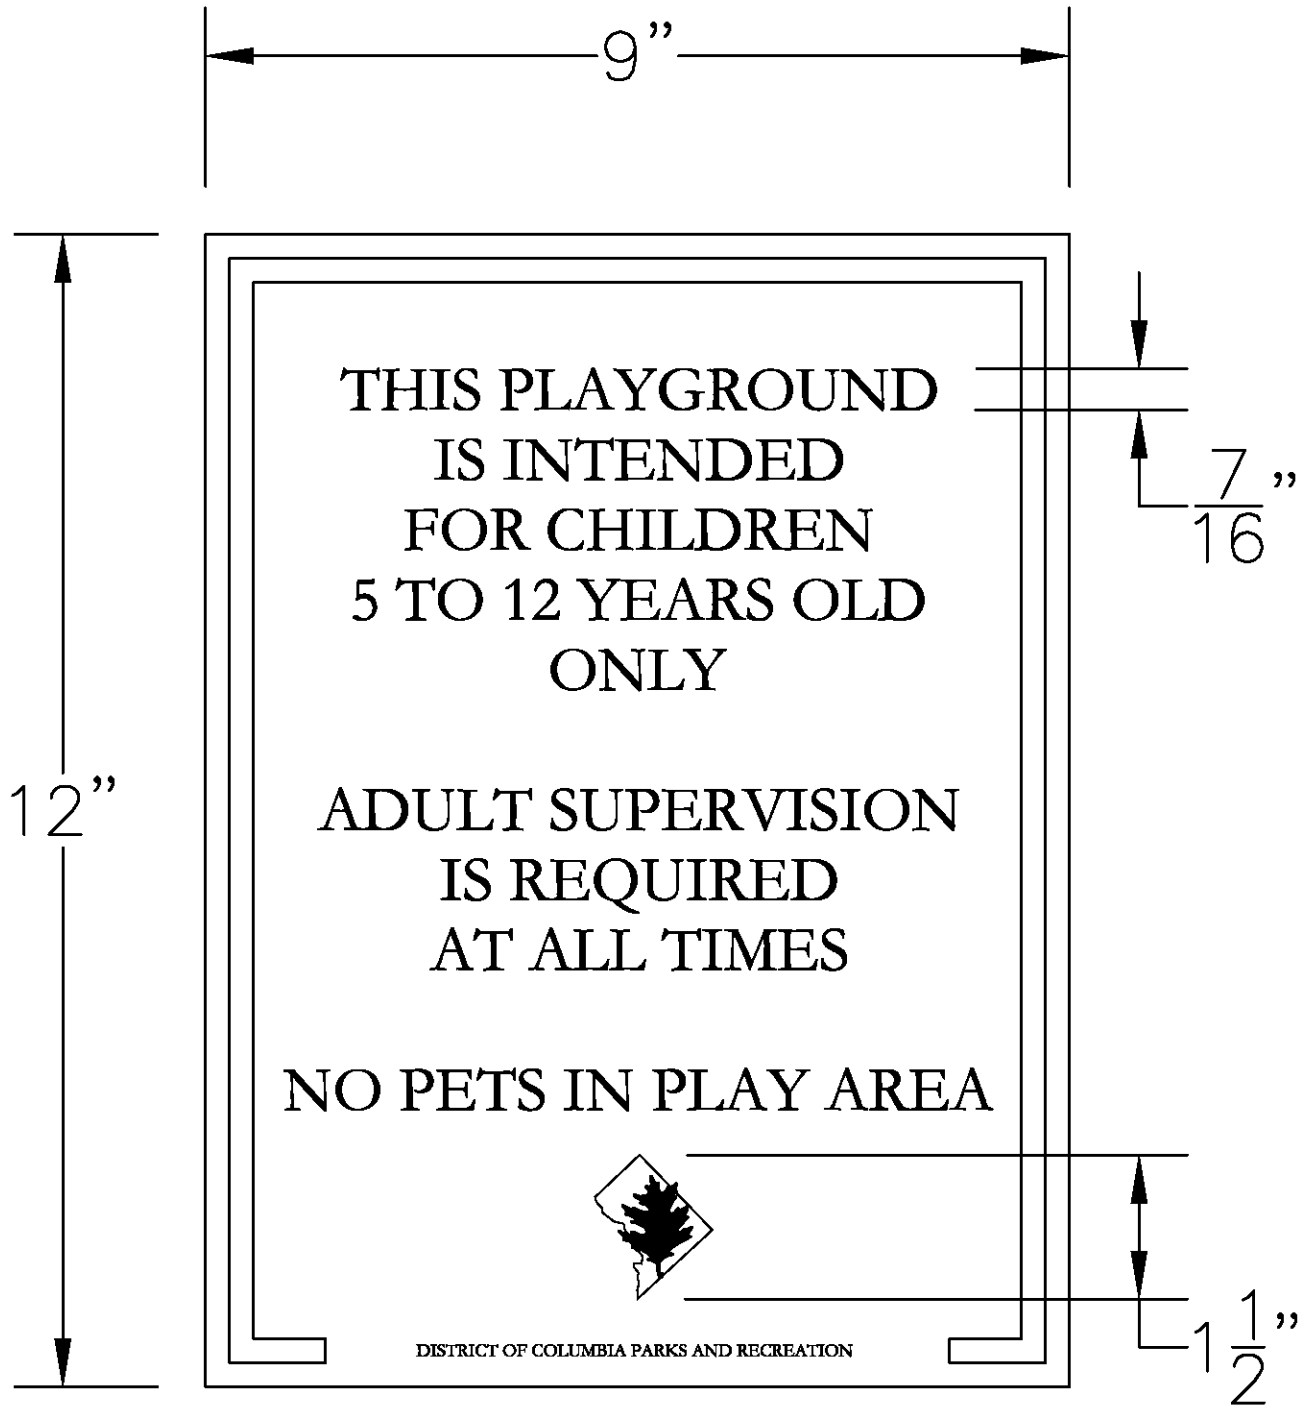 9”
THIS PLAYGROUND
IS INTENDED
FOR CHILDREN
5 TO 12 YEARS OLD
ONLY
7/16”
12”
ADULT SUPERVISION
IS REQUIRED
AT ALL TIMES
NO PETS IN PLAY AREA
1 1/2”
DISTRICT OF COLUMBIA PARKS AND RECREATION